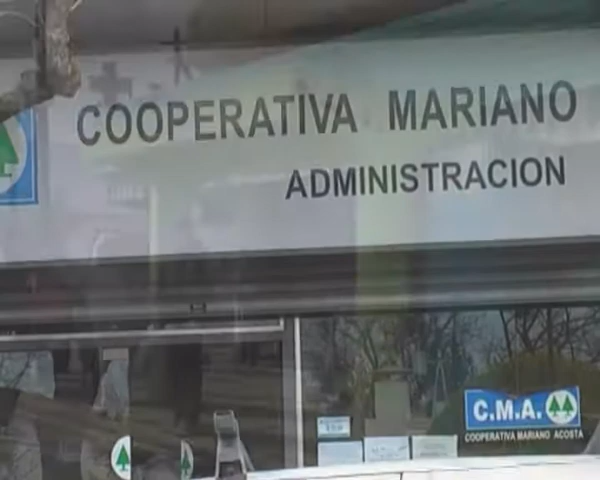 COOPERATIVA MARIANO
ADMINISTRACION
C.M.A.
COOPERATIVA MARIANO ACOSTA